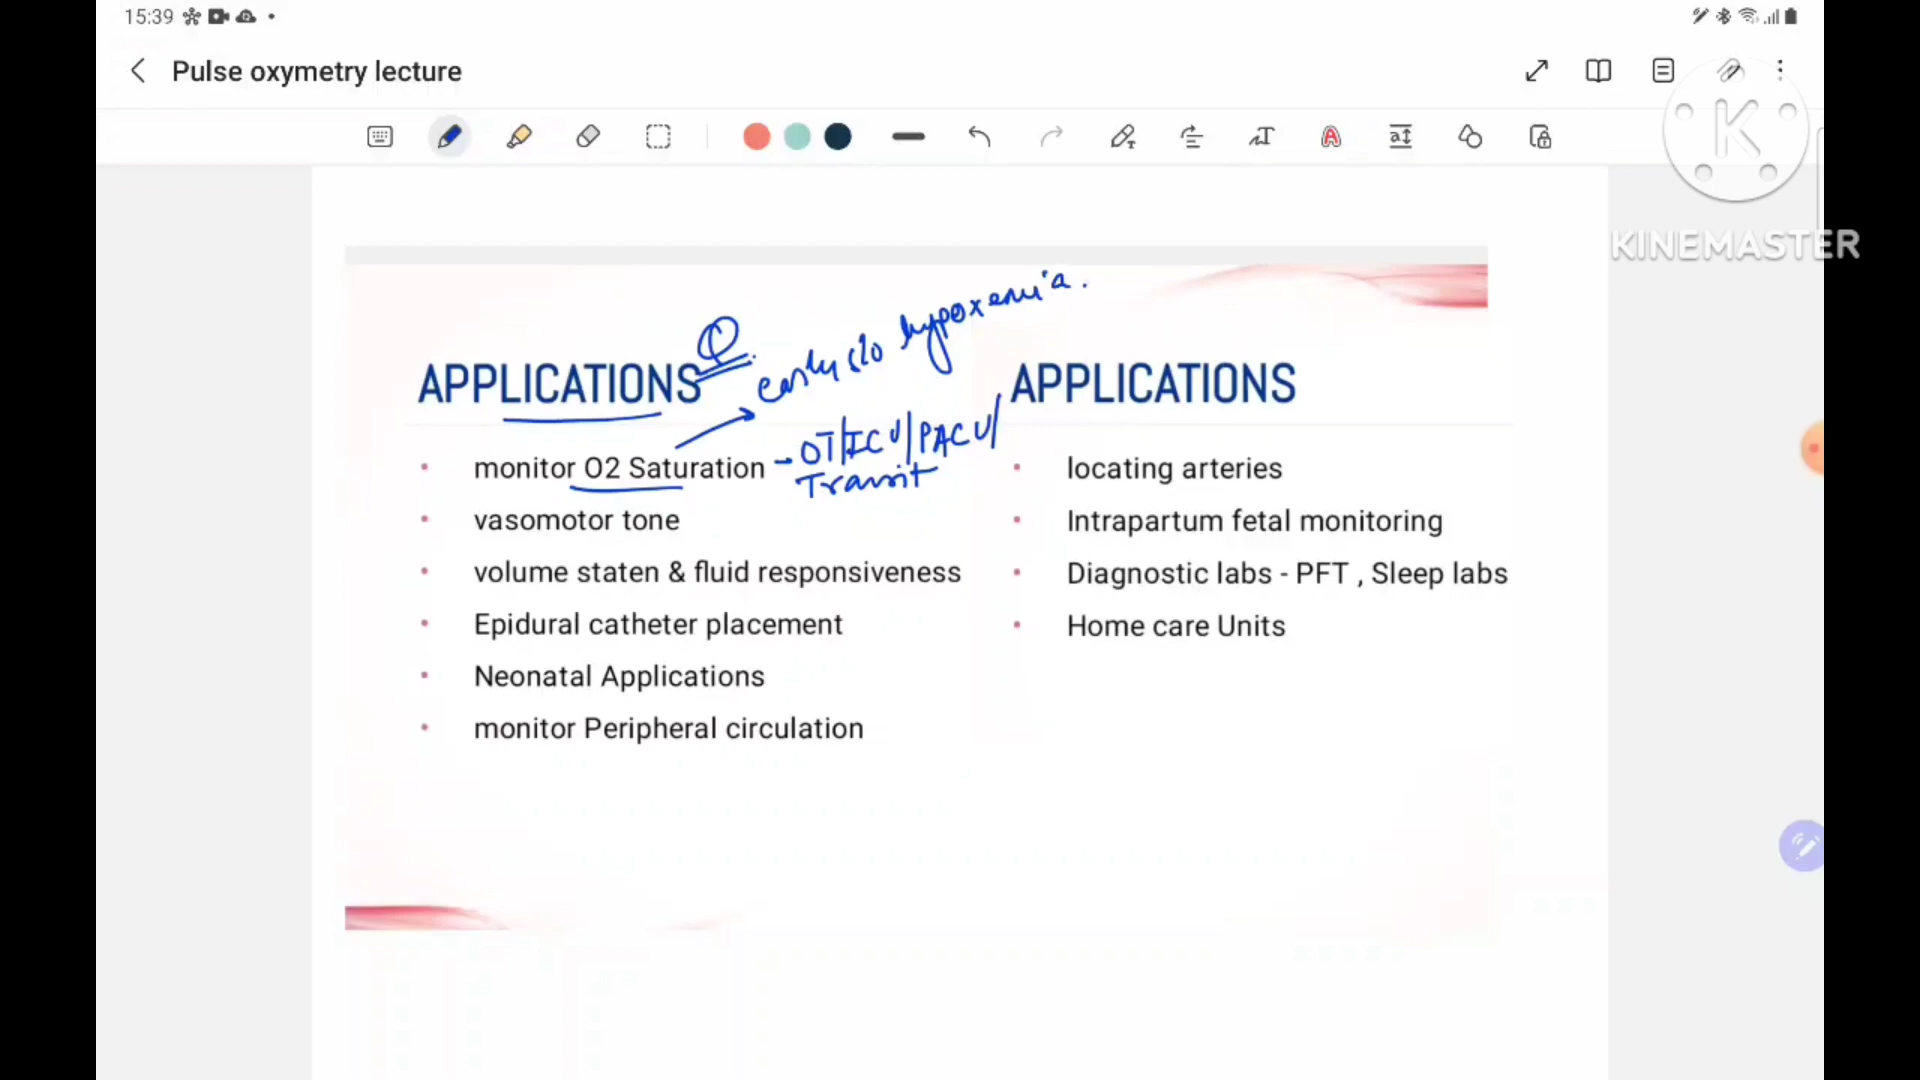 15:39
Pulse oxymetry lecture
K
KINEMASTER
early s/o hypoxemia.
APPLICATIONS
OT/ICU/PACU/
Transit
• monitor O2 Saturation
• vasomotor tone
• volume staten & fluid responsiveness
• Epidural catheter placement
• Neonatal Applications
• monitor Peripheral circulation
APPLICATIONS
• locating arteries
• Intrapartum fetal monitoring
• Diagnostic labs - PFT , Sleep labs
• Home care Units